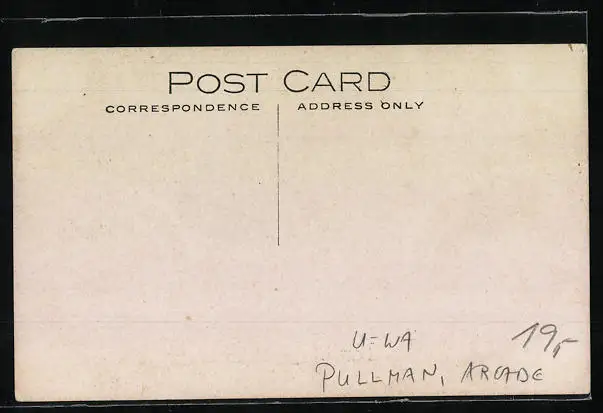 POST CARD
CORRESPONDENCE ADDRESS ONLY
U-WA 19,-
PULLMAN, ARCADE